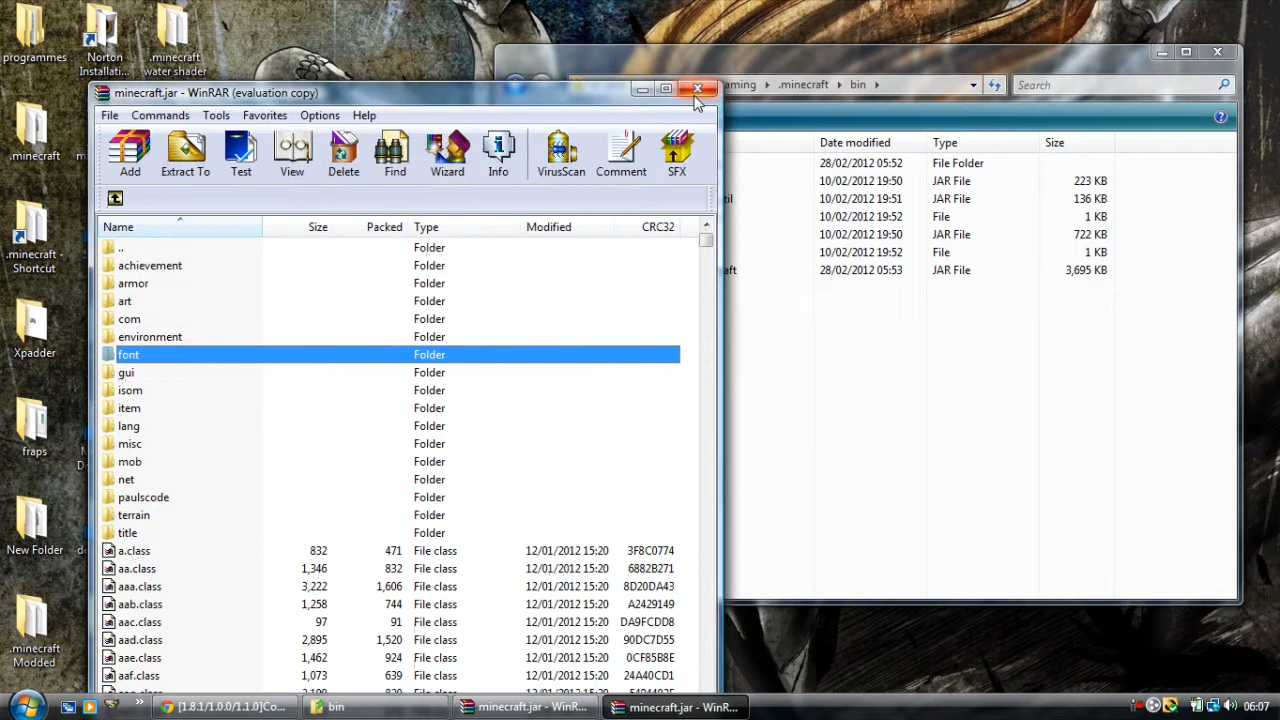 programmes
Norton
Installati...
.minecraft
water shader
.minecraft
.minecraft -
Shortcut
Xpadder
fraps
New Folder
.minecraft
Modded
minecraft.jar - WinRAR (evaluation copy)
File Commands Tools Favorites Options Help
Add Extract To Test View Delete Find Wizard Info VirusScan Comment SFX
Name Size Packed Type Modified CRC32
.. Folder
achievement Folder
armor Folder
art Folder
com Folder
environment Folder
font Folder
gui Folder
isom Folder
item Folder
lang Folder
misc Folder
mob Folder
net Folder
paulscode Folder
terrain Folder
title Folder
a.class 832 471 File class 12/01/2012 15:20 3F8C0774
aa.class 1,346 832 File class 12/01/2012 15:20 6882B271
aaa.class 3,222 1,606 File class 12/01/2012 15:20 8D20DA43
aab.class 1,258 744 File class 12/01/2012 15:20 A2429149
aac.class 97 91 File class 12/01/2012 15:20 DA9FCDD8
aad.class 2,895 1,520 File class 12/01/2012 15:20 90DC7D55
aae.class 1,462 924 File class 12/01/2012 15:20 0CF85B8E
aaf.class 1,073 639 File class 12/01/2012 15:20 24A40CD1
aming .minecraft bin Search
Date modified Type Size
28/02/2012 05:52 File Folder
10/02/2012 19:50 JAR File 223 KB
til 10/02/2012 19:51 JAR File 136 KB
10/02/2012 19:52 File 1 KB
10/02/2012 19:50 JAR File 722 KB
10/02/2012 19:52 File 1 KB
aft 28/02/2012 05:53 JAR File 3,695 KB
[1.8.1/1.0.0/1.1.0]Co... bin minecraft.jar - WinR... minecraft.jar - WinR... 06:07